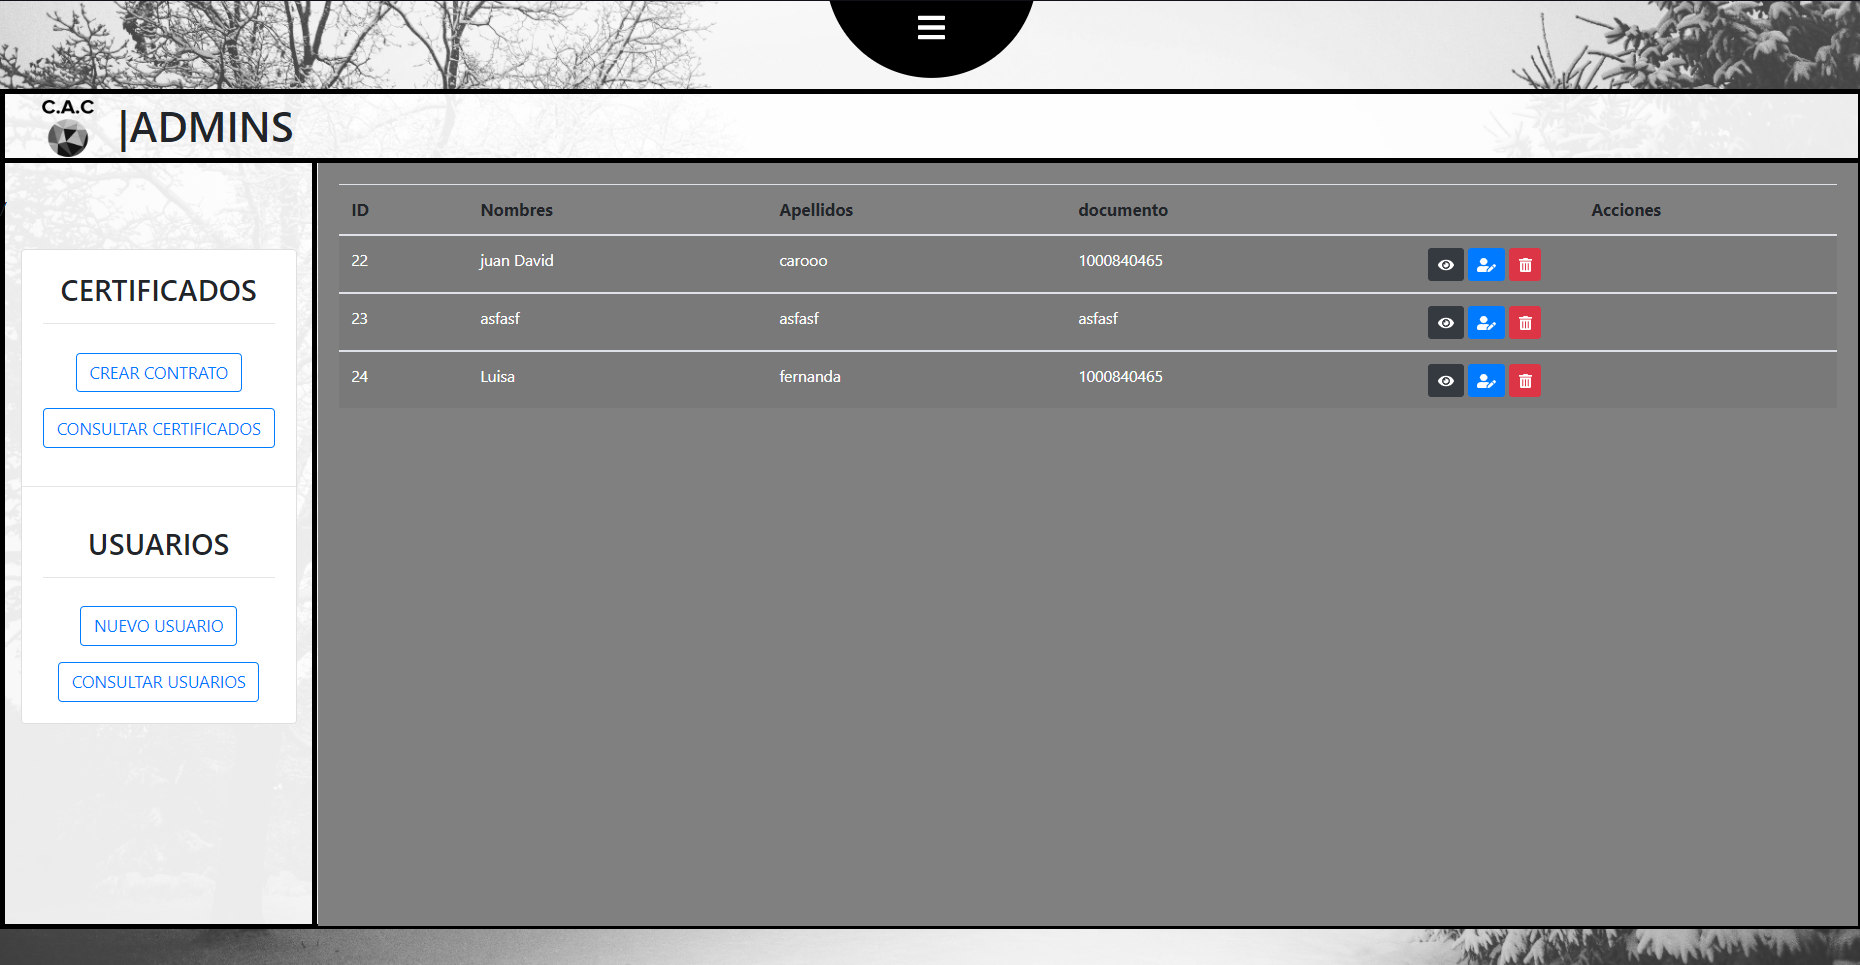 C.A.C
|ADMINS
CERTIFICADOS
CREAR CONTRATO
CONSULTAR CERTIFICADOS
USUARIOS
NUEVO USUARIO
CONSULTAR USUARIOS
ID Nombres Apellidos documento Acciones
22 juan David carooo 1000840465
23 asfasf asfasf asfasf
24 Luisa fernanda 1000840465